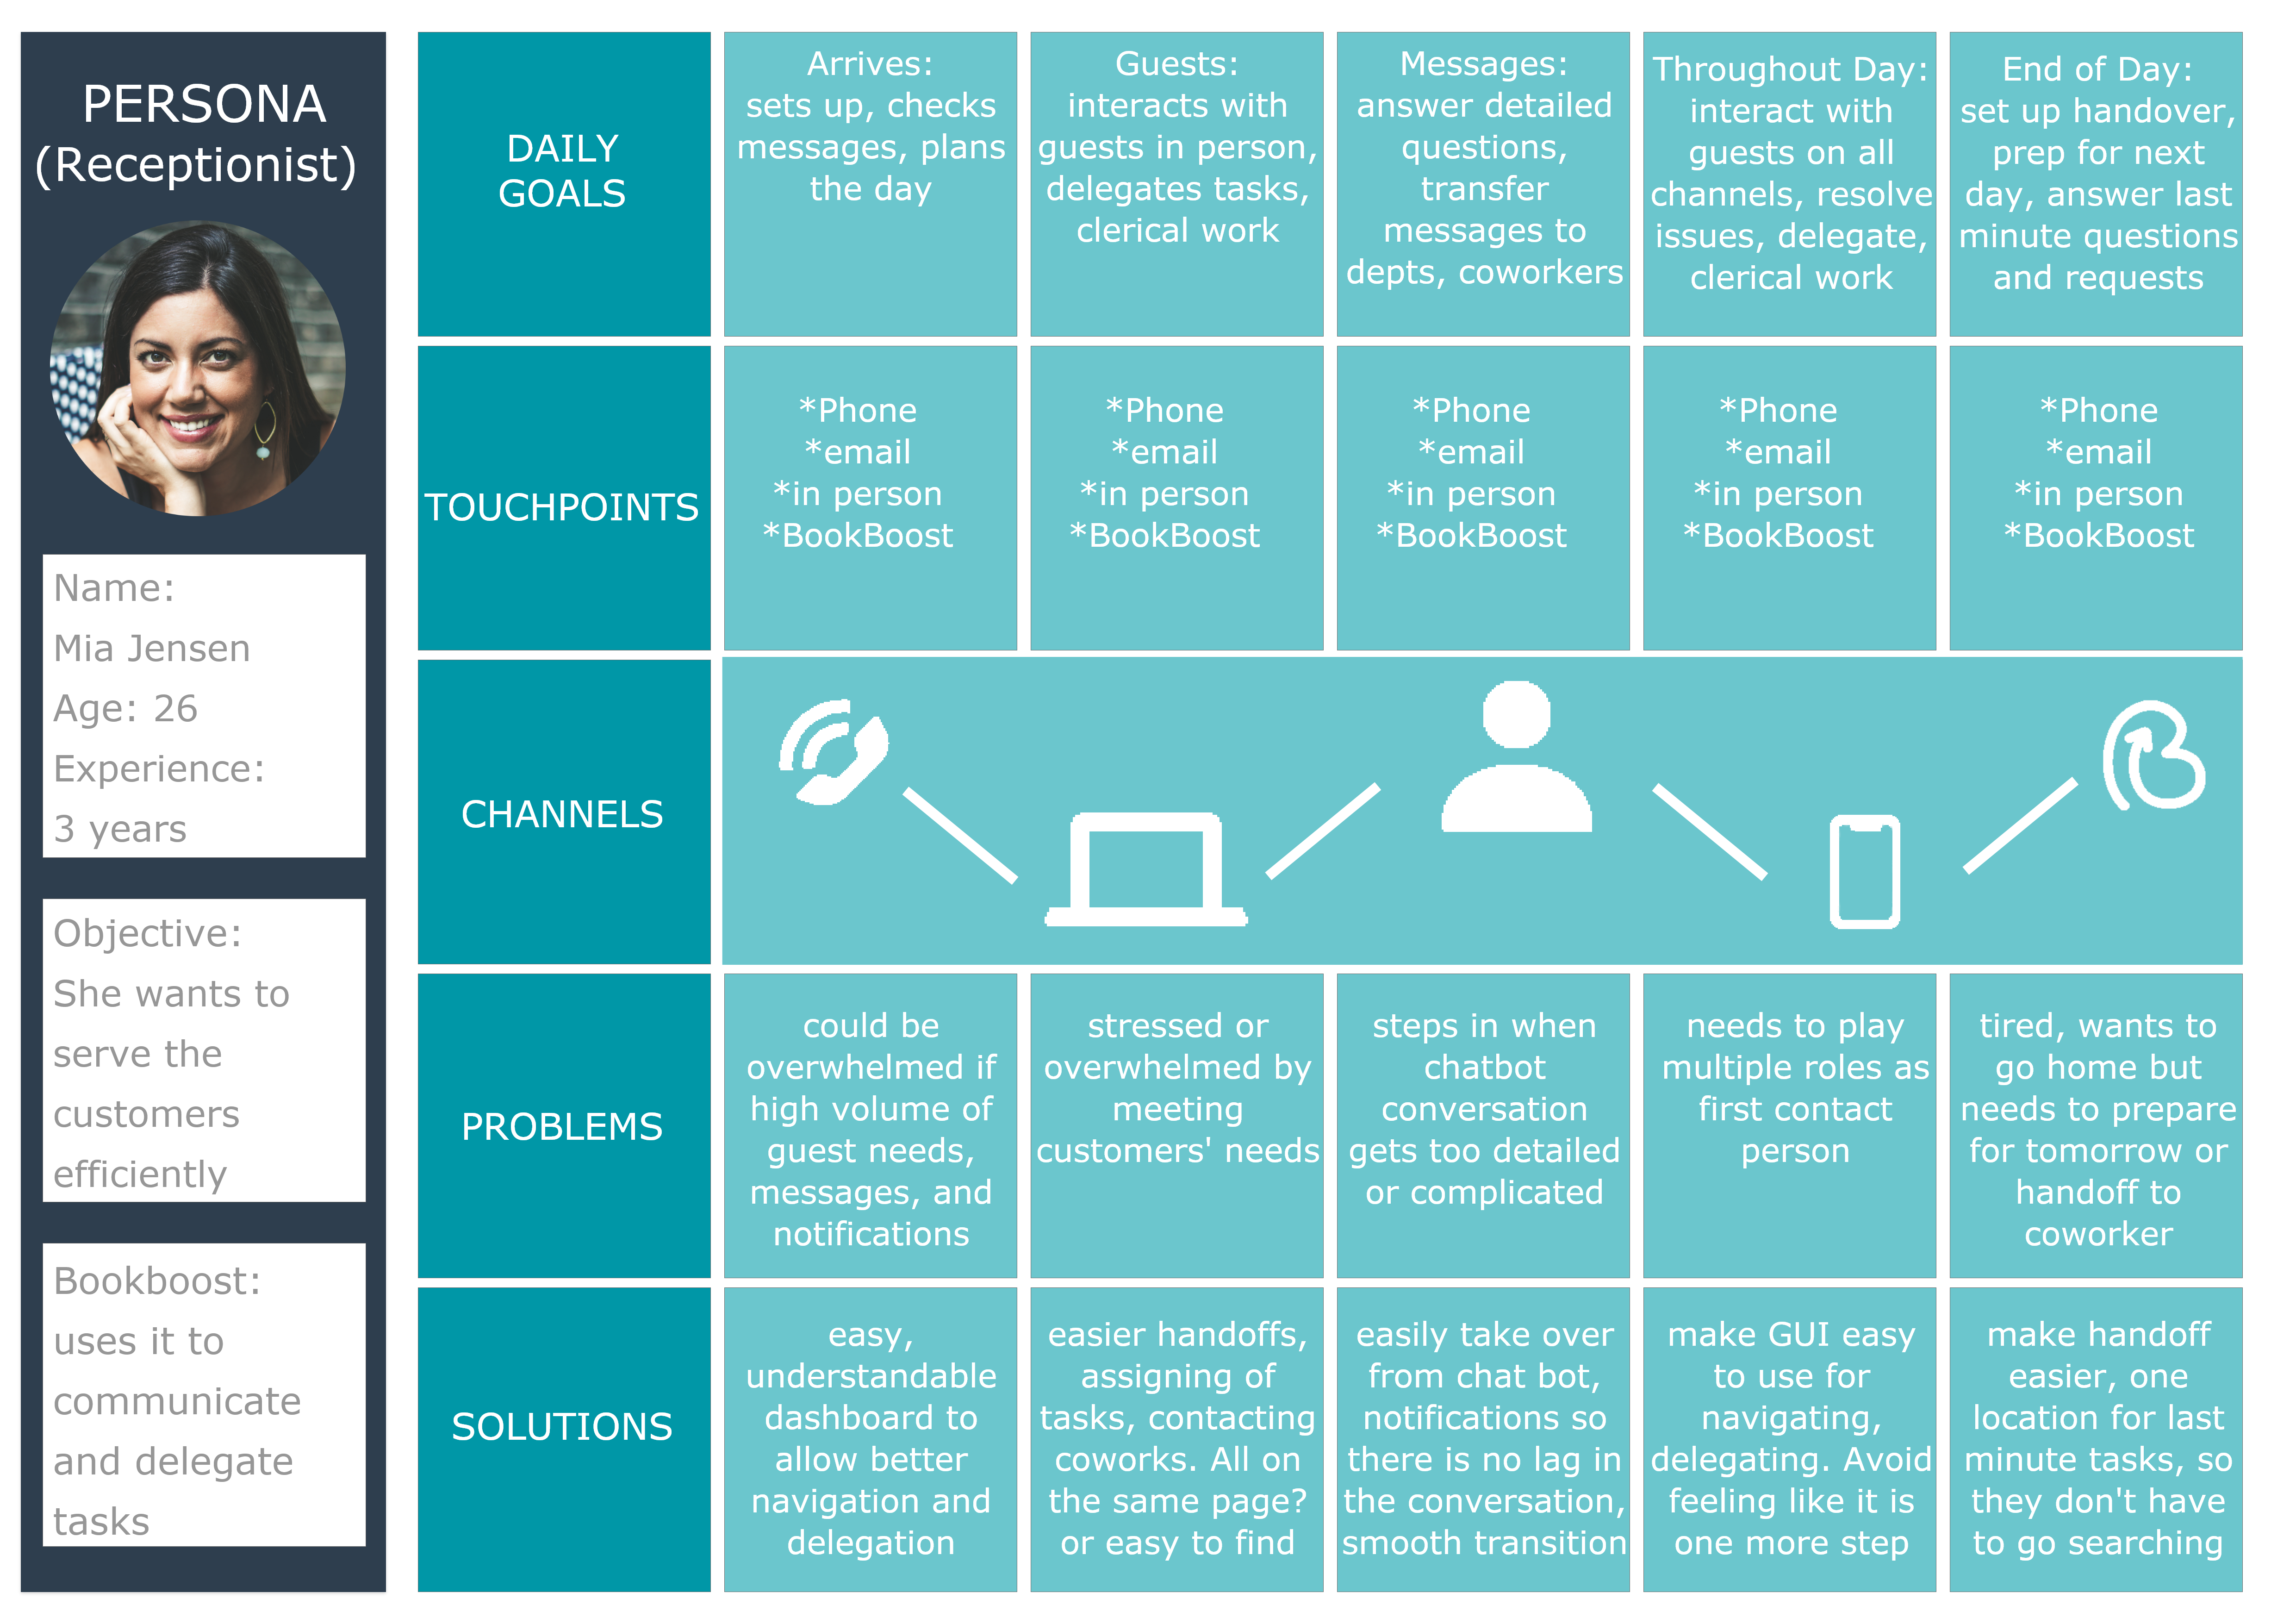 PERSONA
(Receptionist)
Name:
Mia Jensen
Age: 26
Experience:
3 years
Objective:
She wants to
serve the
customers
efficiently
Bookboost:
uses it to
communicate
and delegate
tasks
DAILY
GOALS
Arrives:
sets up, checks
messages, plans
the day
Guests:
interacts with
guests in person,
delegates tasks,
clerical work
Messages:
answer detailed
questions,
transfer
messages to
depts, coworkers
Throughout Day:
interact with
guests on all
channels, resolve
issues, delegate,
clerical work
End of Day:
set up handover,
prep for next
day, answer last
minute questions
and requests
TOUCHPOINTS
*Phone
*email
*in person
*BookBoost
*Phone
*email
*in person
*BookBoost
*Phone
*email
*in person
*BookBoost
*Phone
*email
*in person
*BookBoost
*Phone
*email
*in person
*BookBoost
CHANNELS
PROBLEMS
could be
overwhelmed if
high volume of
guest needs,
messages, and
notifications
stressed or
overwhelmed by
meeting
customers' needs
steps in when
chatbot
conversation
gets too detailed
or complicated
needs to play
multiple roles as
first contact
person
tired, wants to
go home but
needs to prepare
for tomorrow or
handoff to
coworker
SOLUTIONS
easy,
understandable
dashboard to
allow better
navigation and
delegation
easier handoffs,
assigning of
tasks, contacting
coworks. All on
the same page?
or easy to find
easily take over
from chat bot,
notifications so
there is no lag in
the conversation,
smooth transition
make GUI easy
to use for
navigating,
delegating. Avoid
feeling like it is
one more step
make handoff
easier, one
location for last
minute tasks, so
they don't have
to go searching